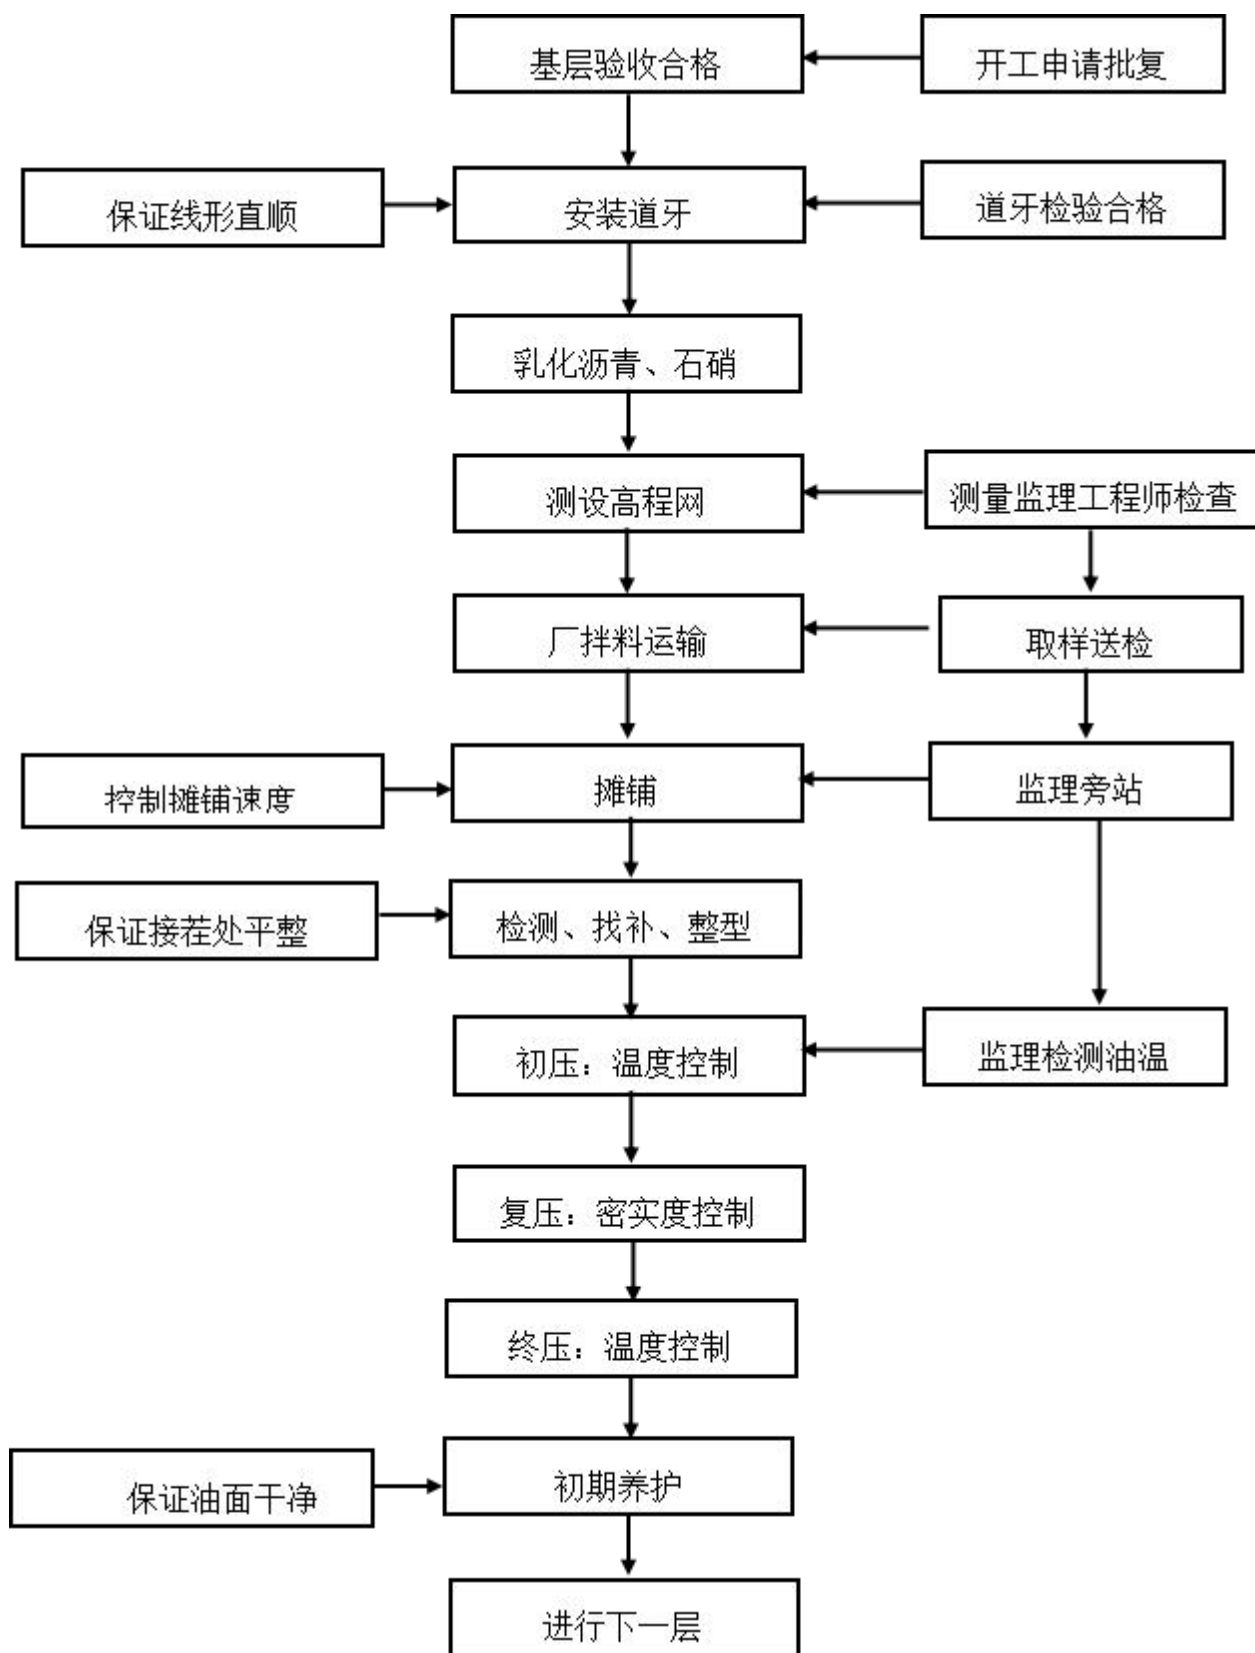 基层验收合格
开工申请批复
保证线形直顺
安装道牙
道牙检验合格
乳化沥青、石硝
测设高程网
测量监理工程师检查
厂拌料运输
取样送检
控制摊铺速度
摊铺
监理旁站
保证接茬处平整
检测、找补、整型
初压：温度控制
监理检测油温
复压：密实度控制
终压：温度控制
保证油面干净
初期养护
进行下一层